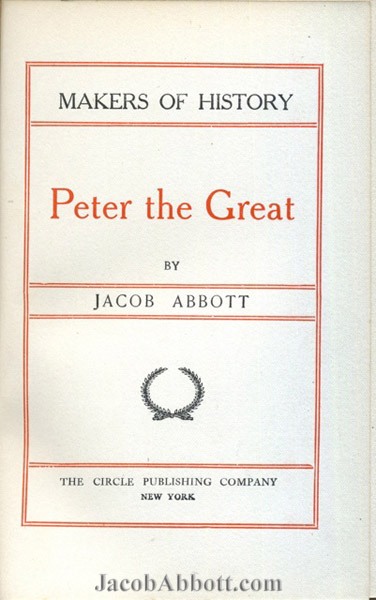 MAKERS OF HISTORY
Peter the Great
BY
JACOB ABBOTT
THE CIRCLE PUBLISHING COMPANY
NEW YORK
JacobAbbott.com